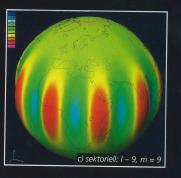 c) sektoriell: l – 9, m = 9